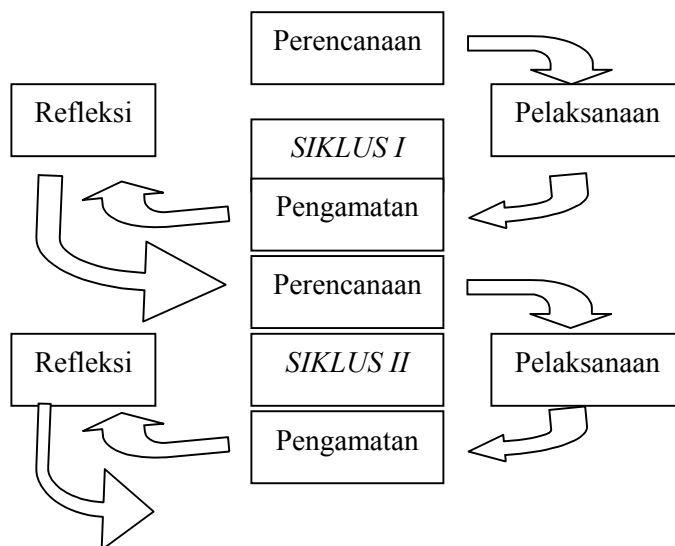 Perencanaan
Refleksi
Pelaksanaan
SIKLUS I
Pengamatan
Perencanaan
Refleksi
SIKLUS II
Pelaksanaan
Pengamatan